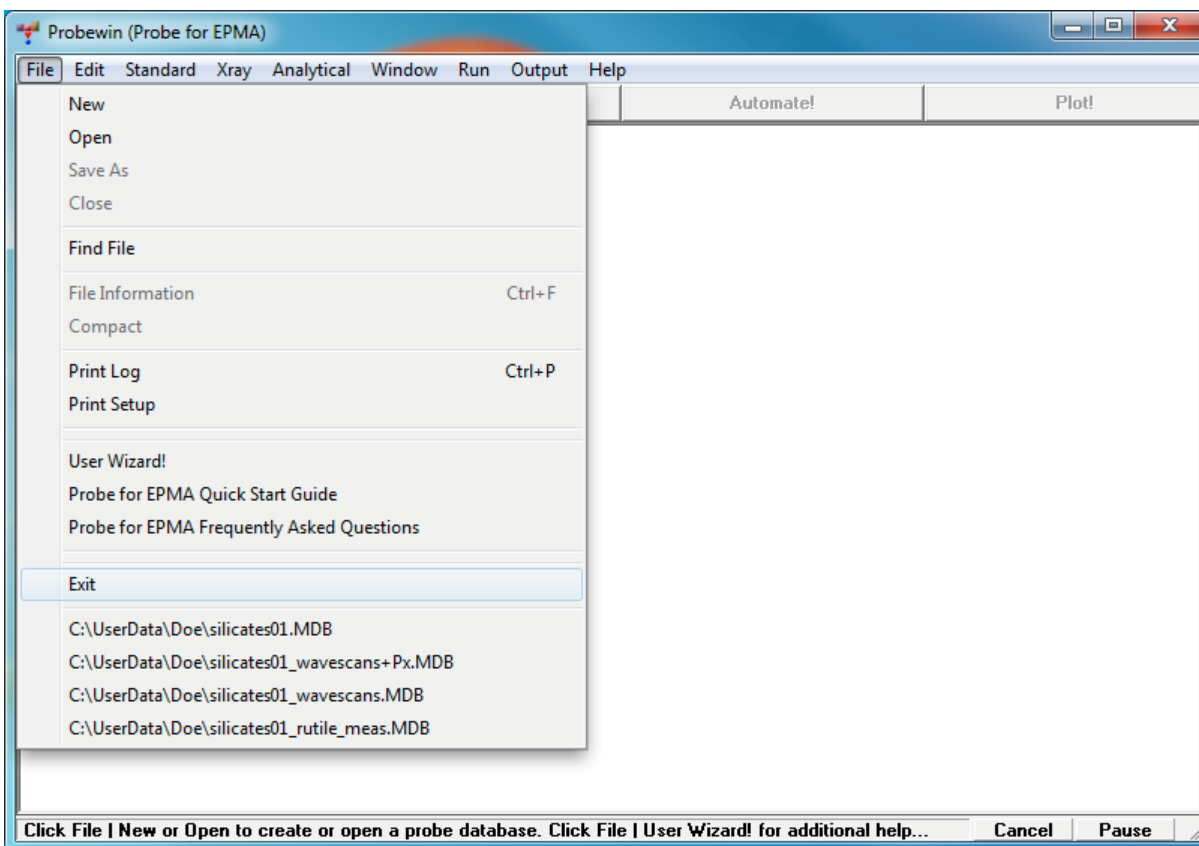 Probewin (Probe for EPMA)
File Edit Standard Xray Analytical Window Run Output Help
Automate! Plot!
New
Open
Save As
Close
Find File
File Information Ctrl+F
Compact
Print Log Ctrl+P
Print Setup
User Wizard!
Probe for EPMA Quick Start Guide
Probe for EPMA Frequently Asked Questions
Exit
C:\UserData\Doe\silicates01.MDB
C:\UserData\Doe\silicates01_wavescans+Px.MDB
C:\UserData\Doe\silicates01_wavescans.MDB
C:\UserData\Doe\silicates01_rutile_meas.MDB
Click File | New or Open to create or open a probe database. Click File | User Wizard! for additional help... Cancel Pause